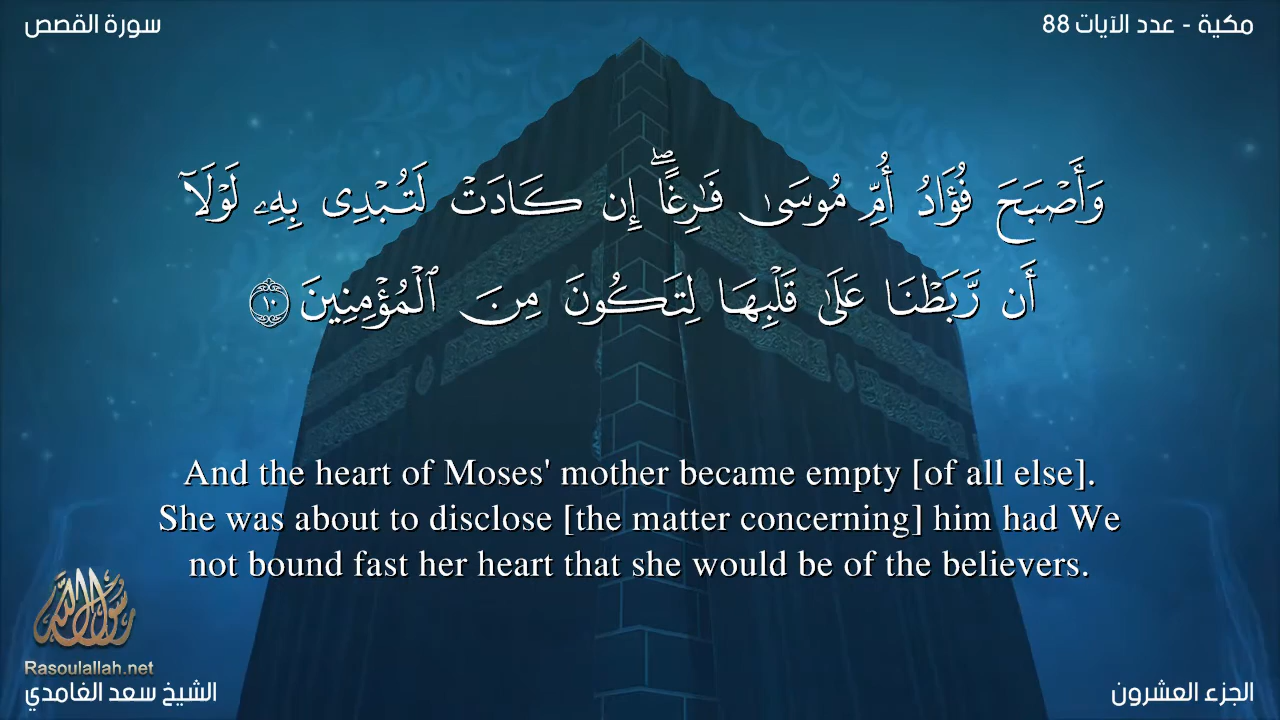 مكية - عدد الآيات 88
سورة القصص
وَأَصْبَحَ فُؤَادُ أُمِّ مُوسَىٰ فَٰرِغًا ۖ إِن كَادَتْ لَتُبْدِى بِهِۦ لَوْلَآ
أَن رَّبَطْنَا عَلَىٰ قَلْبِهَا لِتَكُونَ مِنَ ٱلْمُؤْمِنِينَ ١٠
And the heart of Moses' mother became empty [of all else].
She was about to disclose [the matter concerning] him had We
not bound fast her heart that she would be of the believers.
رسول الله
Rasoulallah.net
الجزء العشرون
الشيخ سعد الغامدي